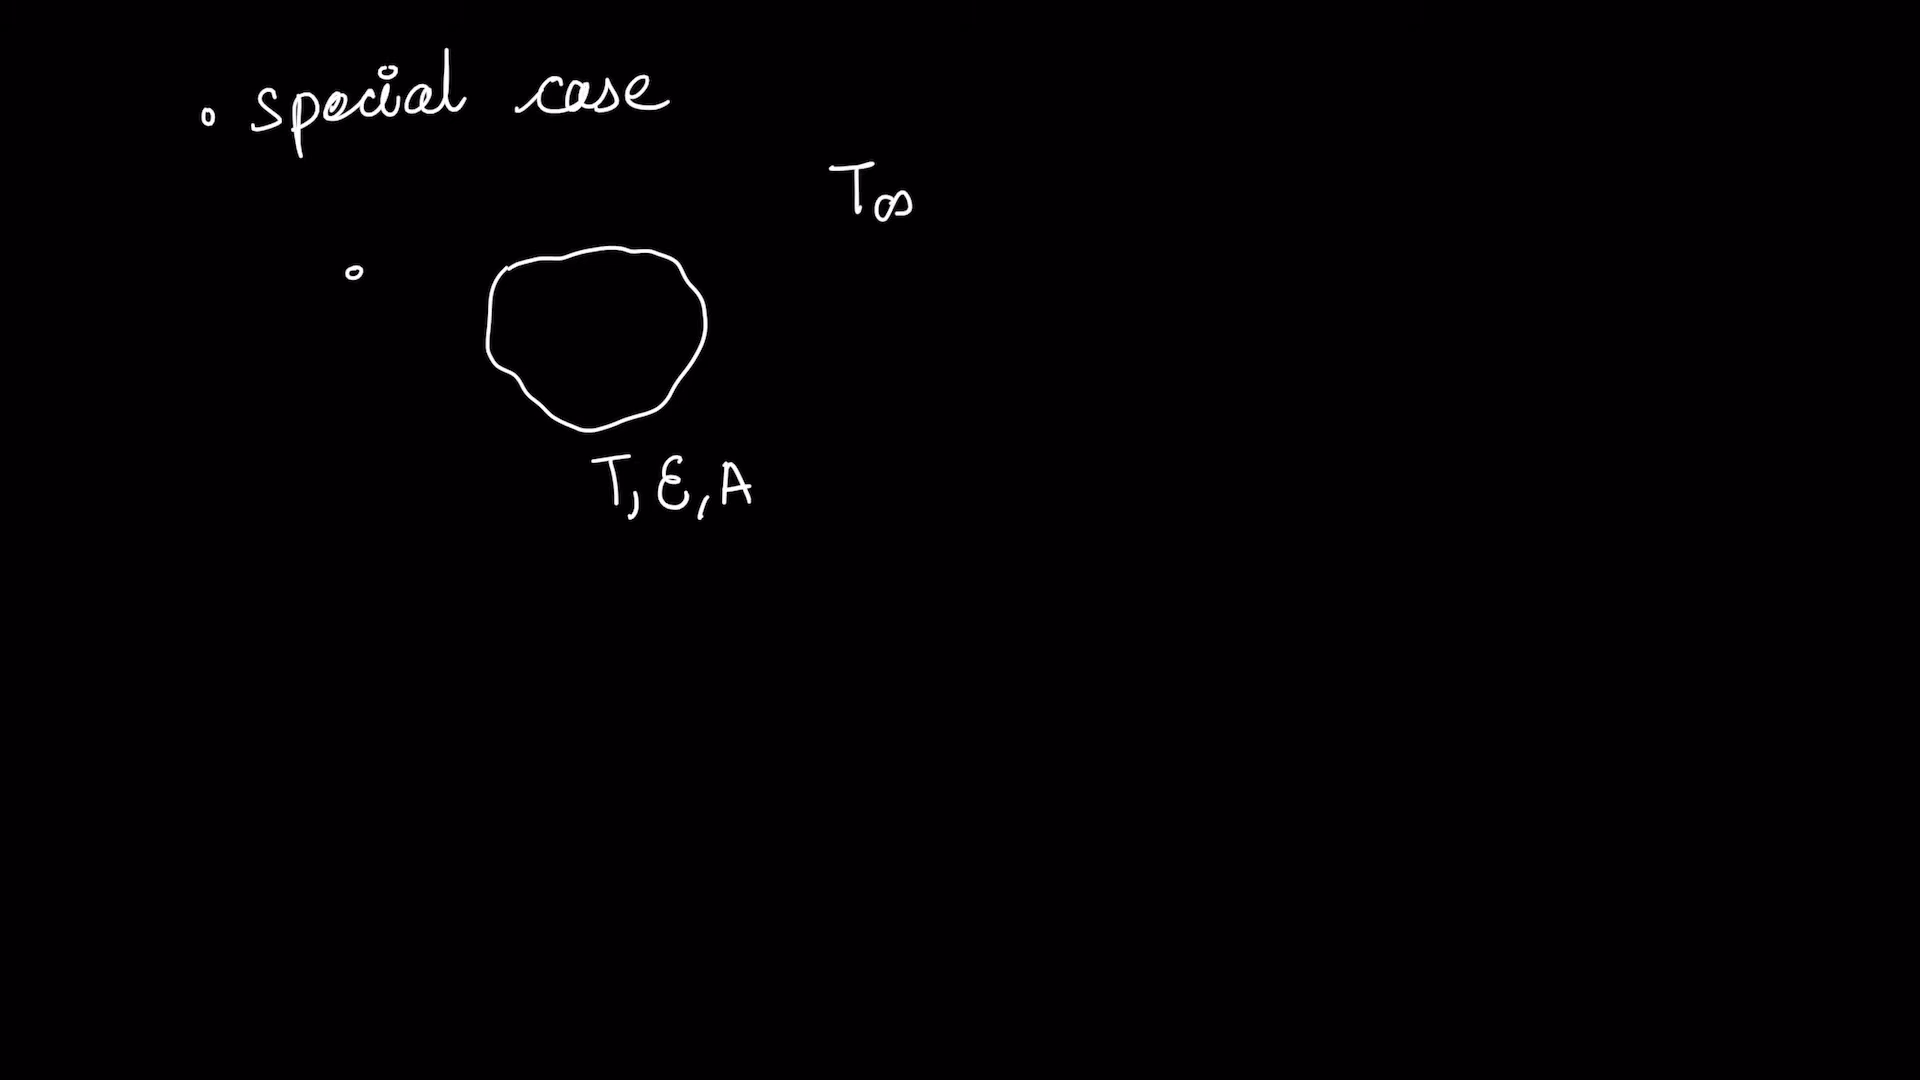 • special case
T∞
T, ε, A